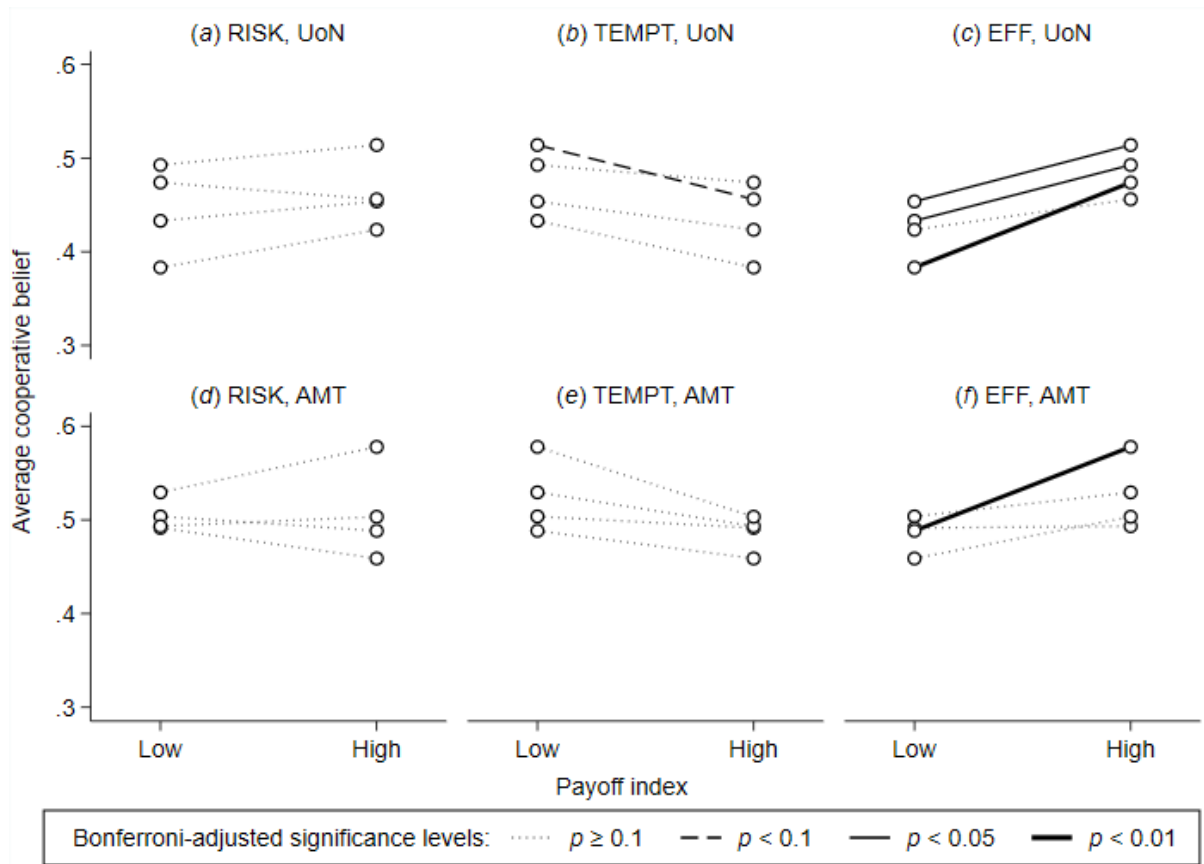 (a) RISK, UoN
(b) TEMPT, UoN
(c) EFF, UoN
.6
.5
.4
.3
Average cooperative belief
(d) RISK, AMT
(e) TEMPT, AMT
(f) EFF, AMT
.6
.5
.4
.3
Low High Low High Low High
Payoff index
Bonferroni-adjusted significance levels: p ≥ 0.1 p < 0.1 p < 0.05 p < 0.01